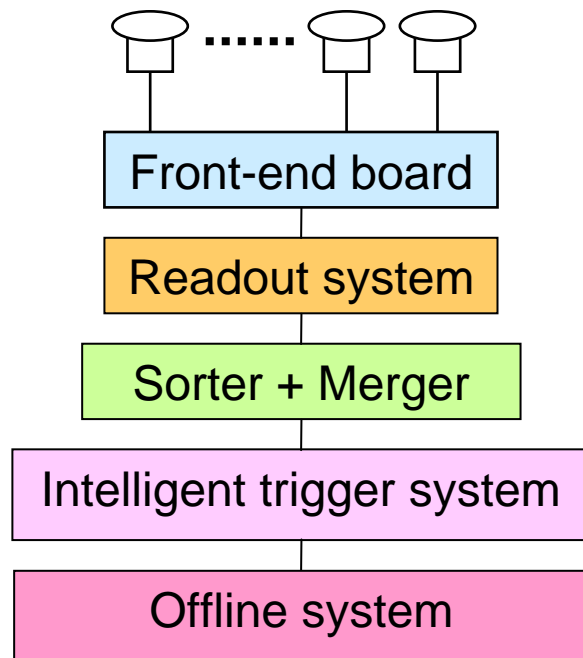 Front-end board
Readout system
Sorter + Merger
Intelligent trigger system
Offline system